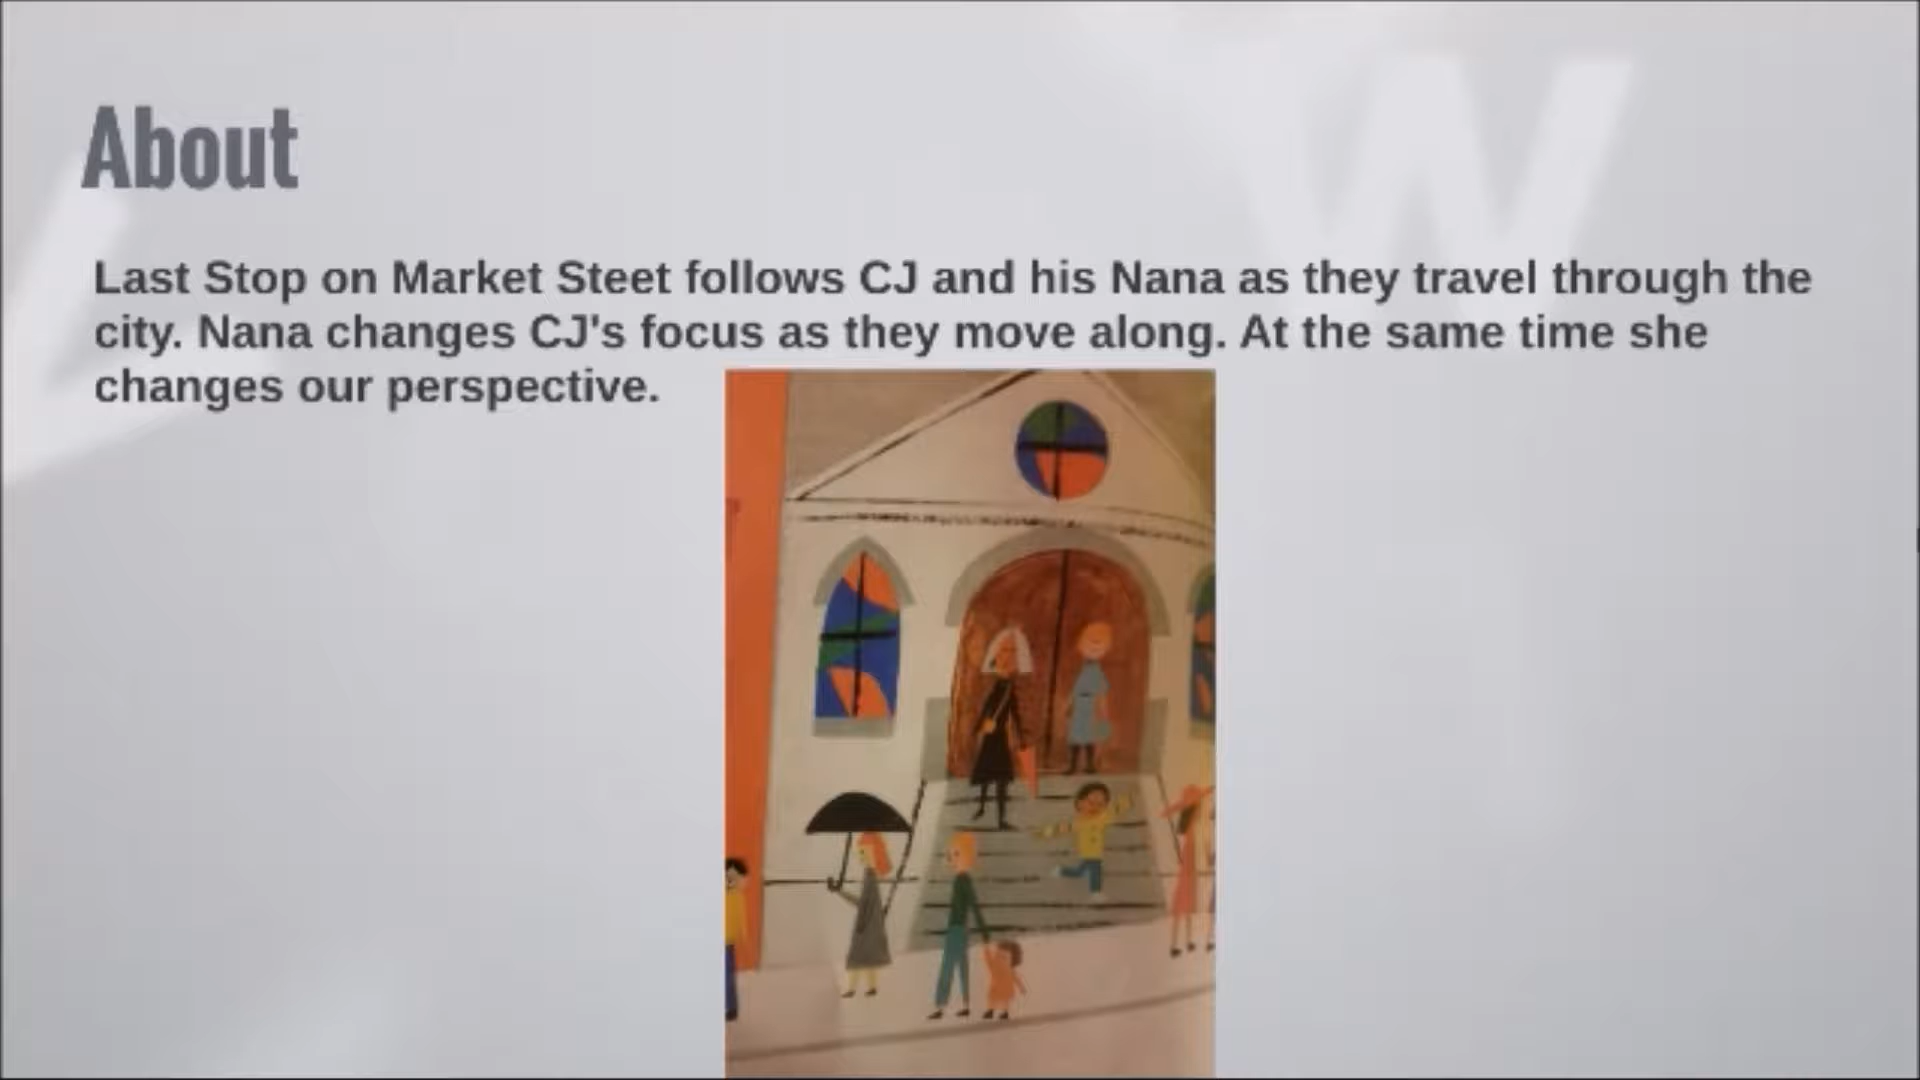 About
Last Stop on Market Steet follows CJ and his Nana as they travel through the
city. Nana changes CJ's focus as they move along. At the same time she
changes our perspective.